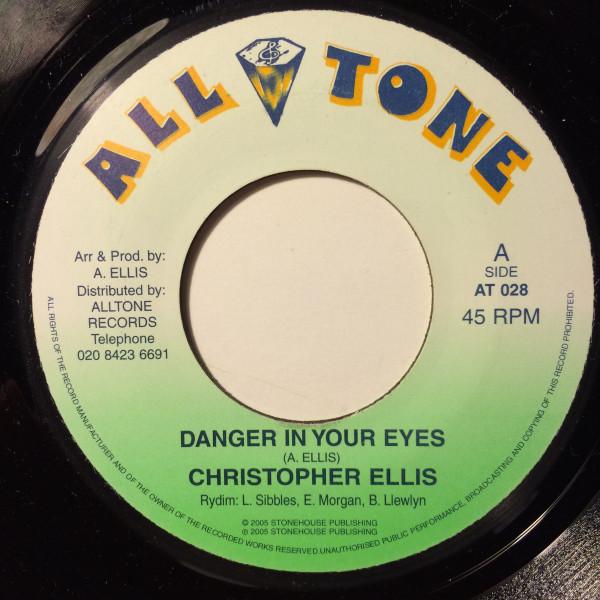 ALL & TONE
Arr & Prod. by:
A. ELLIS
Distributed by:
ALLTONE
RECORDS
Telephone
020 8423 6691
A
SIDE
AT 028
45 RPM
DANGER IN YOUR EYES
(A. ELLIS)
CHRISTOPHER ELLIS
Rydim: L. Sibbles, E. Morgan, B. Llewlyn
© 2005 STONEHOUSE PUBLISHING
℗ 2005 STONEHOUSE PUBLISHING
ALL RIGHTS OF THE RECORD MANUFACTURER AND OF THE OWNER OF THE RECORDED WORKS RESERVED.UNAUTHORISED PUBLIC PERFORMANCE, BROADCASTING AND COPYING OF THIS RECORD PROHIBITED.